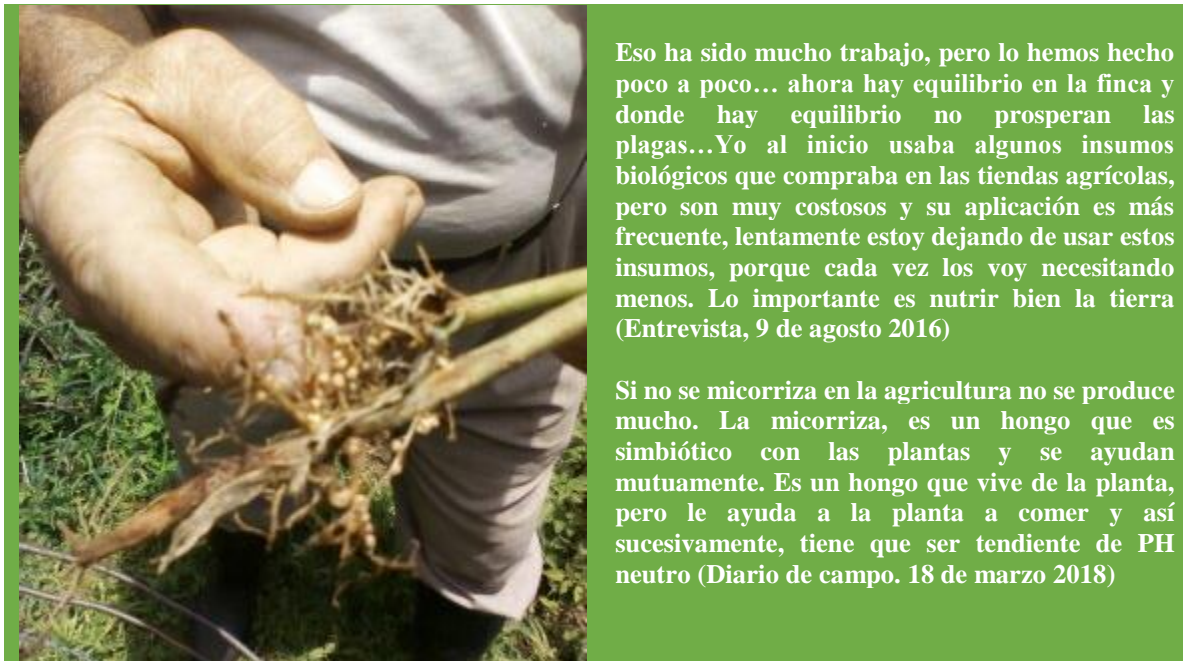 Eso ha sido mucho trabajo, pero lo hemos hecho
poco a poco… ahora hay equilibrio en la finca y
donde hay equilibrio no prosperan las
plagas…Yo al inicio usaba algunos insumos
biológicos que compraba en las tiendas agrícolas,
pero son muy costosos y su aplicación es más
frecuente, lentamente estoy dejando de usar estos
insumos, porque cada vez los voy necesitando
menos. Lo importante es nutrir bien la tierra
(Entrevista, 9 de agosto 2016)
Si no se micorriza en la agricultura no se produce
mucho. La micorriza, es un hongo que es
simbiótico con las plantas y se ayudan
mutuamente. Es un hongo que vive de la planta,
pero le ayuda a la planta a comer y así
sucesivamente, tiene que ser tendiente de PH
neutro (Diario de campo. 18 de marzo 2018)